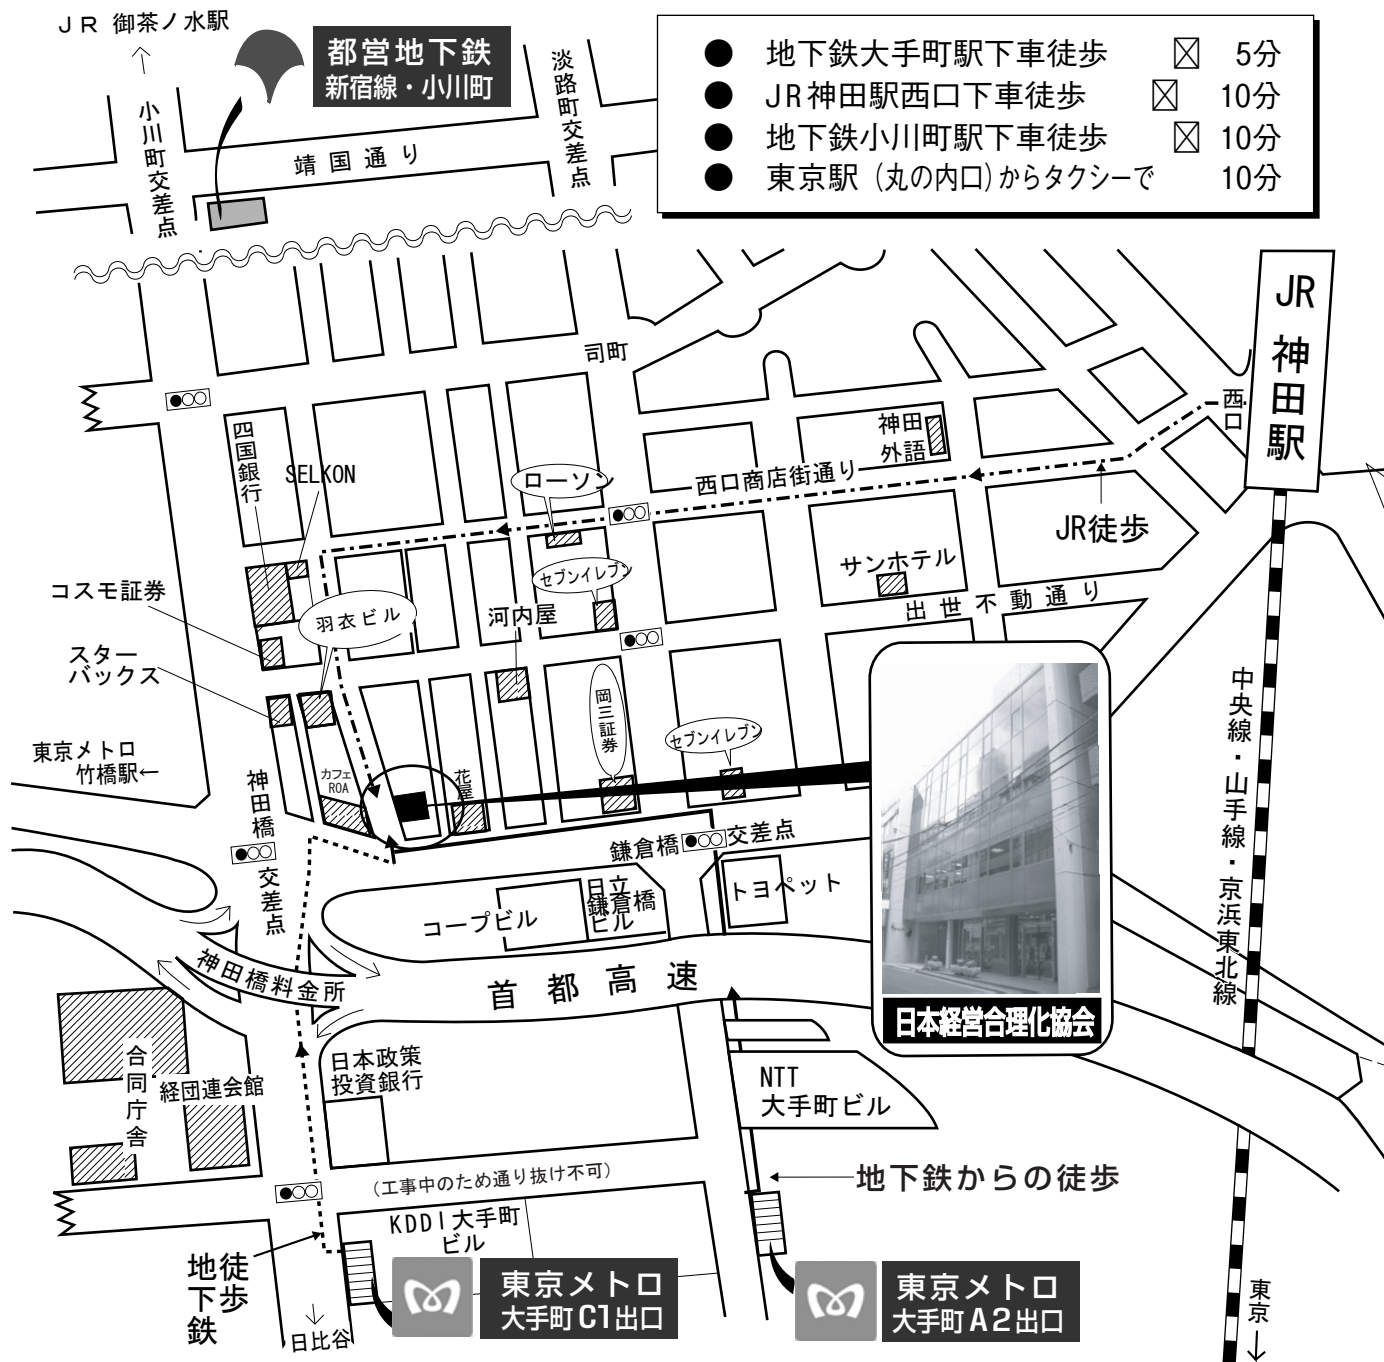 JR 御茶ノ水駅
都営地下鉄
新宿線・小川町
小川町交差点
淡路町交差点
靖国通り
● 地下鉄大手町駅下車徒歩 5分
● JR神田駅西口下車徒歩 10分
● 地下鉄小川町駅下車徒歩 10分
● 東京駅(丸の内口)からタクシーで 10分
JR神田駅
西口
司町
神田
外語
四国銀行
SELKON
ローソン
西口商店街通り
JR徒歩
サンホテル
セブンイレブン
出世不動通り
コスモ証券
羽衣ビル
河内屋
スター
バックス
岡三証券
セブンイレブン
東京メトロ
竹橋駅←
カフェ
ROA
花屋
神田橋
交差点
鎌倉橋
交差点
中央線・山手線・京浜東北線
コープビル
日立
鎌倉橋
ビル
トヨペット
神田橋料金所
首都高速
日本経営合理化協会
合同庁舎
経団連会館
日本政策
投資銀行
NTT
大手町ビル
(工事中のため通り抜け不可)
地下鉄からの徒歩
KDDI大手町
ビル
徒歩
地下鉄
日比谷
東京メトロ
大手町C1出口
東京メトロ
大手町A2出口
東京